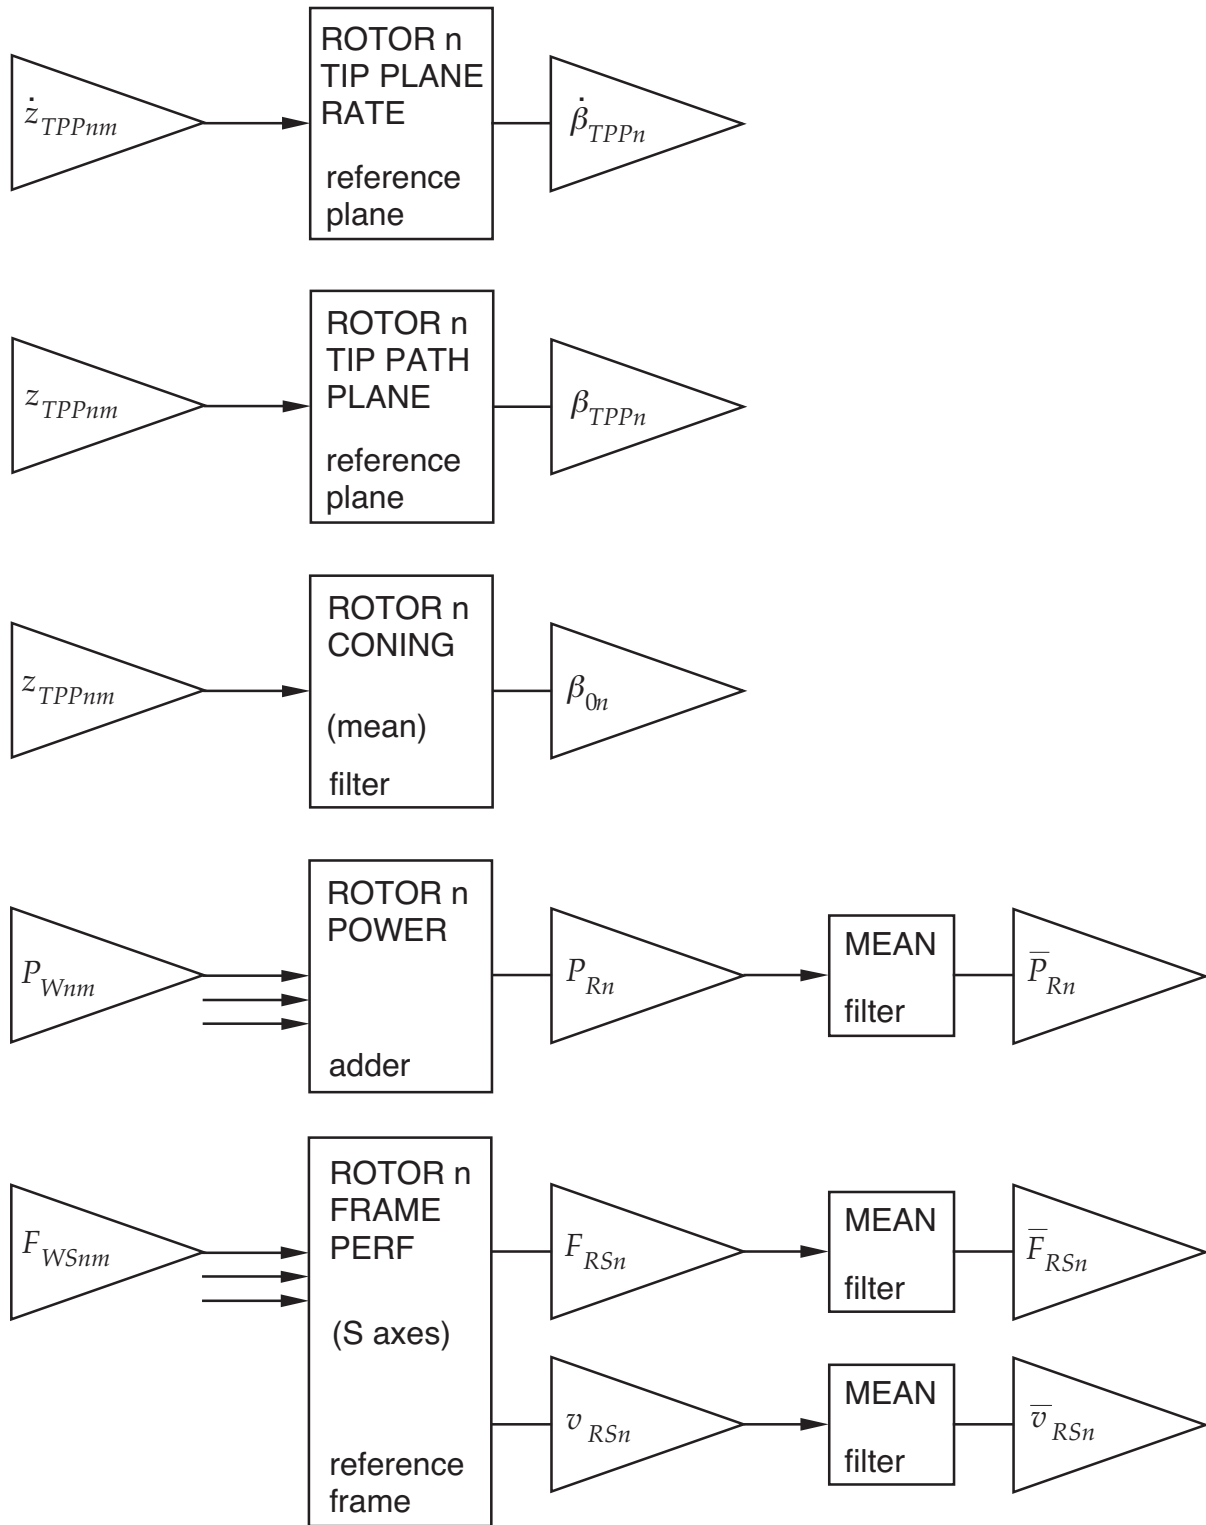 ż_TPPnm
ROTOR n
TIP PLANE
RATE
reference
plane
β̇_TPPn
z_TPPnm
ROTOR n
TIP PATH
PLANE
reference
plane
β_TPPn
z_TPPnm
ROTOR n
CONING
(mean)
filter
β_0n
P_Wnm
ROTOR n
POWER
adder
P_Rn
MEAN
filter
P̅_Rn
F_WSnm
ROTOR n
FRAME
PERF
(S axes)
reference
frame
F_RSn
MEAN
filter
F̅_RSn
v_RSn
MEAN
filter
v̅_RSn